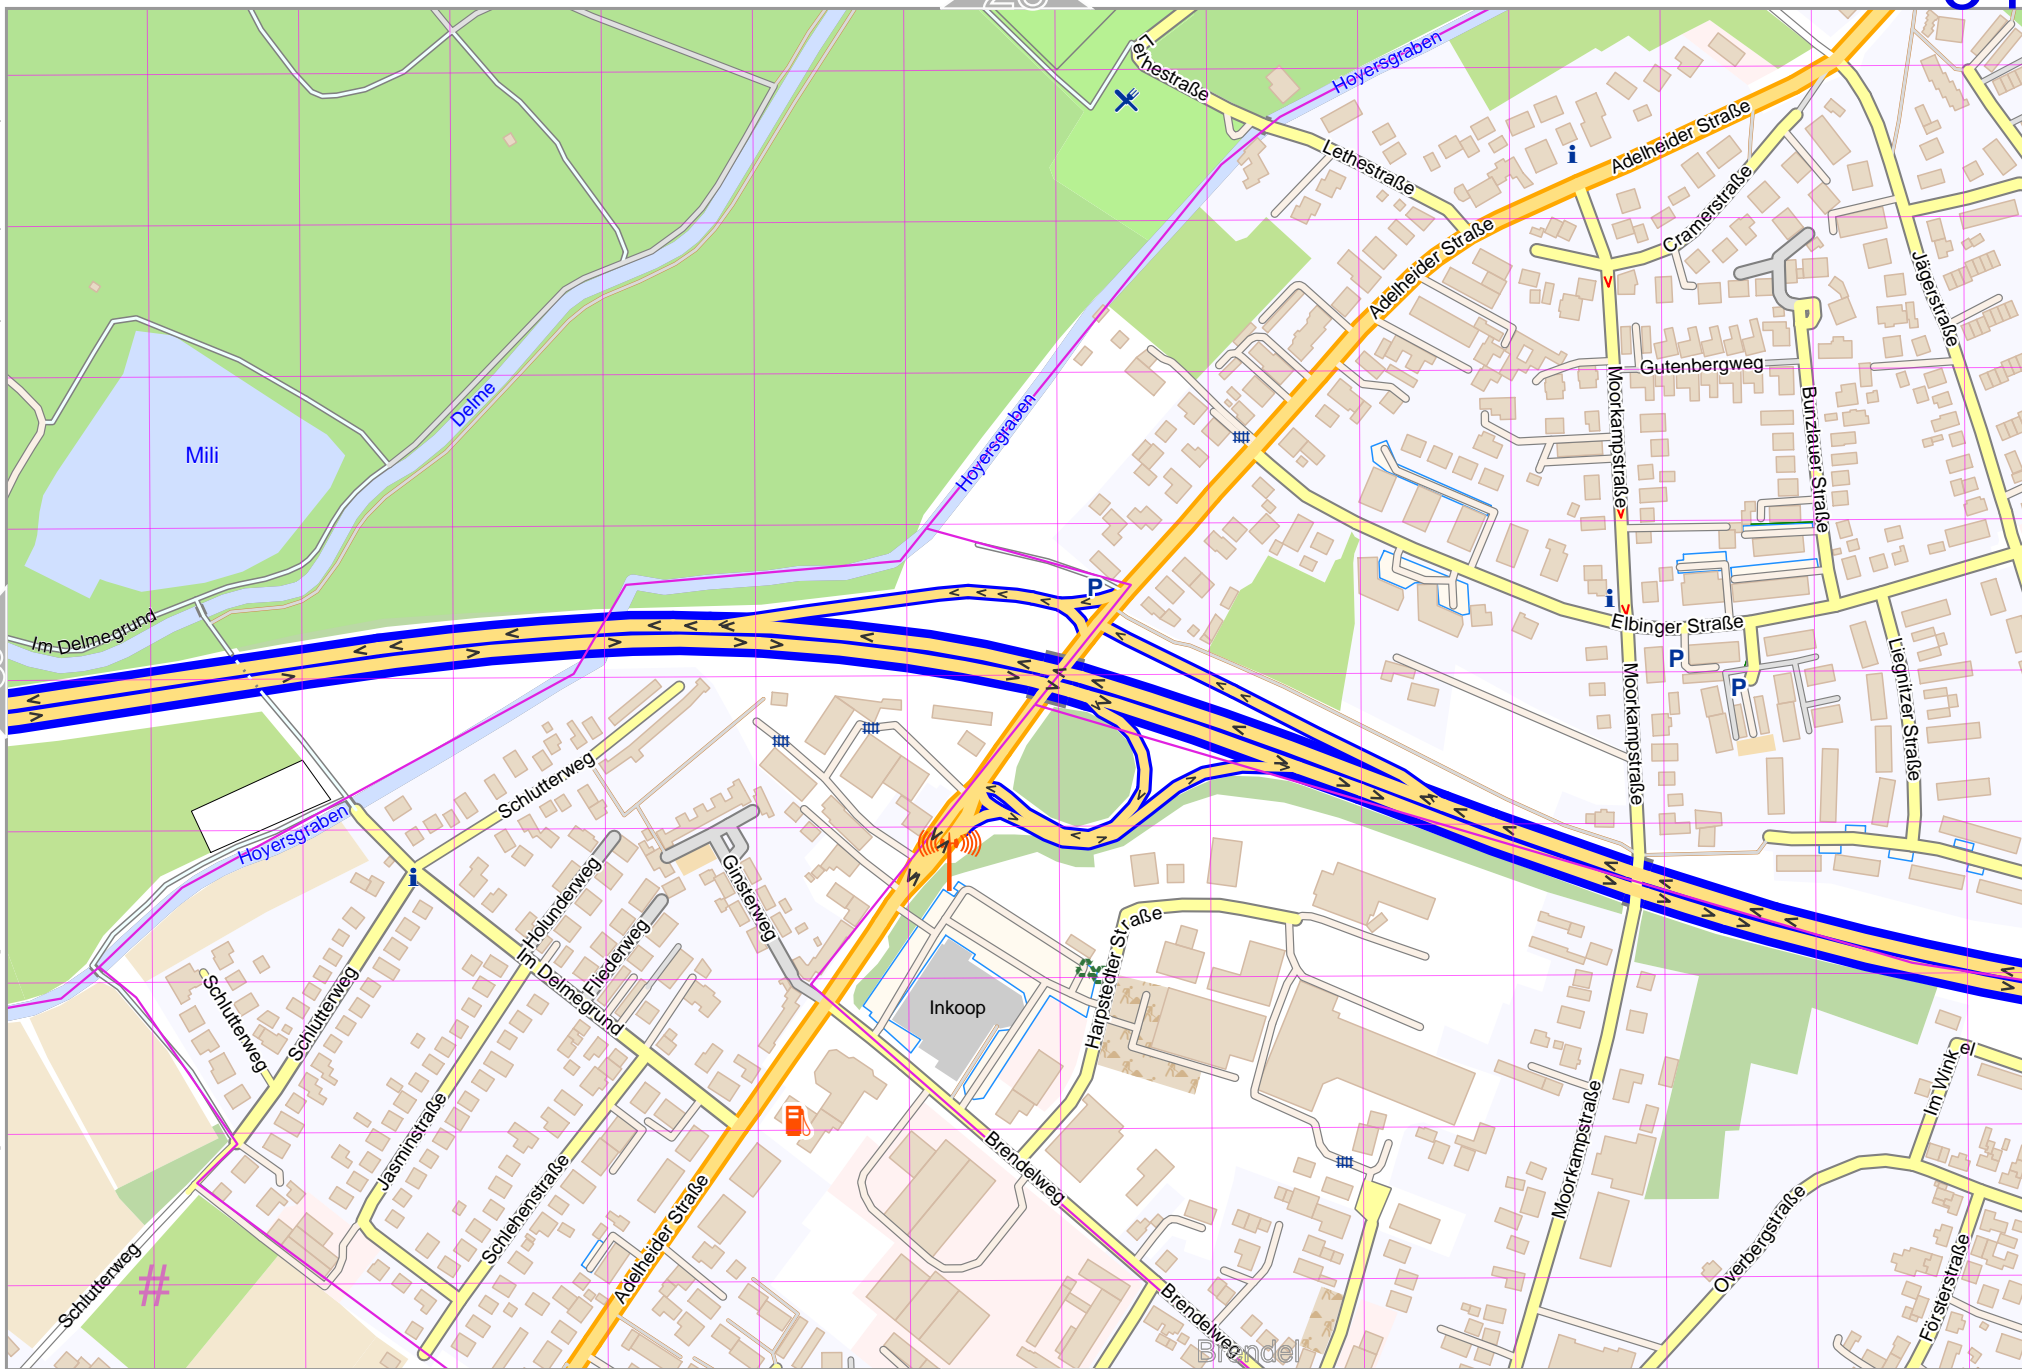 Lethestraße
Hoyersgraben
Adelheider Straße
Lethestraße
Cramerstraße
Adelheider Straße
Jägerstraße
Gutenbergweg
Moorkampstraße
Bunzlauer Straße
Delme
Hoyersgraben
Mili
P
Im Delmegrund
Elbinger Straße
P
P
Moorkampstraße
Liegnitzer Straße
Schlutterweg
Hoyersgraben
Holunderweg
Ginsterweg
Fliederweg
Im Delmegrund
Harpstedter Straße
Inkoop
Schlutterweg
Schlutterweg
Im Winkel
Jasminstraße
Moorkampstraße
Brendelweg
Schlehenstraße
Adelheider Straße
Overbergstraße
Schlutterweg
#
Försterstraße
Brendelweg
Brendel